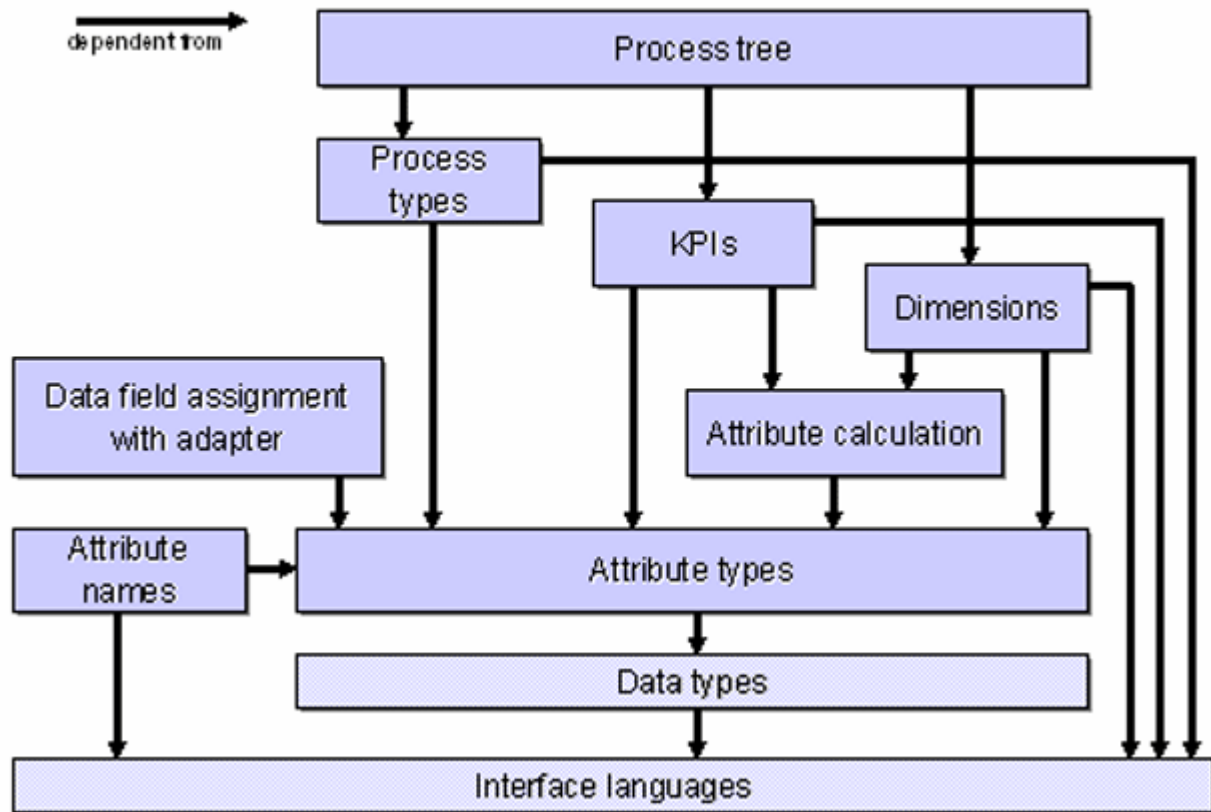 dependent from
Process tree
Process
types
KPIs
Dimensions
Data field assignment
with adapter
Attribute calculation
Attribute
names
Attribute types
Data types
Interface languages